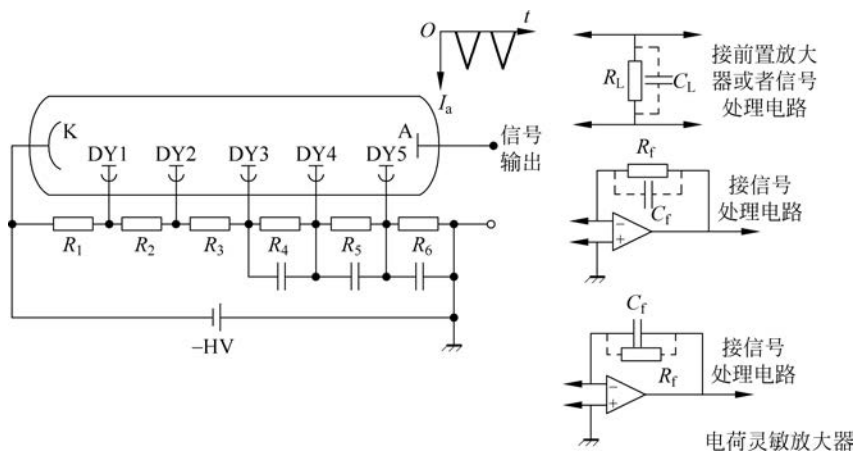 O
t
I_a
K
A
DY1
DY2
DY3
DY4
DY5
信号
输出
R_1
R_2
R_3
R_4
R_5
R_6
−HV
R_L
C_L
接前置放大
器或者信号
处理电路
R_f
C_f
−
+
接信号
处理电路
C_f
R_f
−
+
接信号
处理电路
电荷灵敏放大器